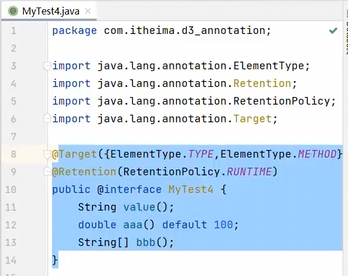 MyTest4.java
1 package com.itheima.d3_annotation;
2
3 import java.lang.annotation.ElementType;
4 import java.lang.annotation.Retention;
5 import java.lang.annotation.RetentionPolicy;
6 import java.lang.annotation.Target;
7
8 @Target({ElementType.TYPE,ElementType.METHOD}
9 @Retention(RetentionPolicy.RUNTIME)
10 public @interface MyTest4 {
11 String value();
12 double aaa() default 100;
13 String[] bbb();
14 }